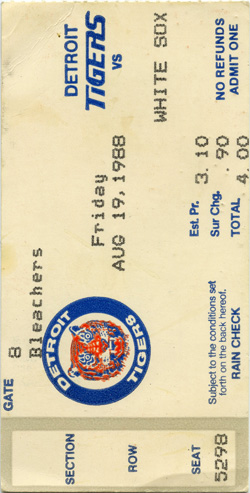 DETROIT
TIGERS
VS
WHITE SOX
Friday
AUG 19,1988
Est. Pr. 3.10
Sur Chg. .90
TOTAL 4.00
NO REFUNDS
ADMIT ONE
GATE 8
Bleachers
DETROIT TIGERS
Subject to the conditions set
forth on the back hereof.
RAIN CHECK
SECTION
ROW
SEAT 5298